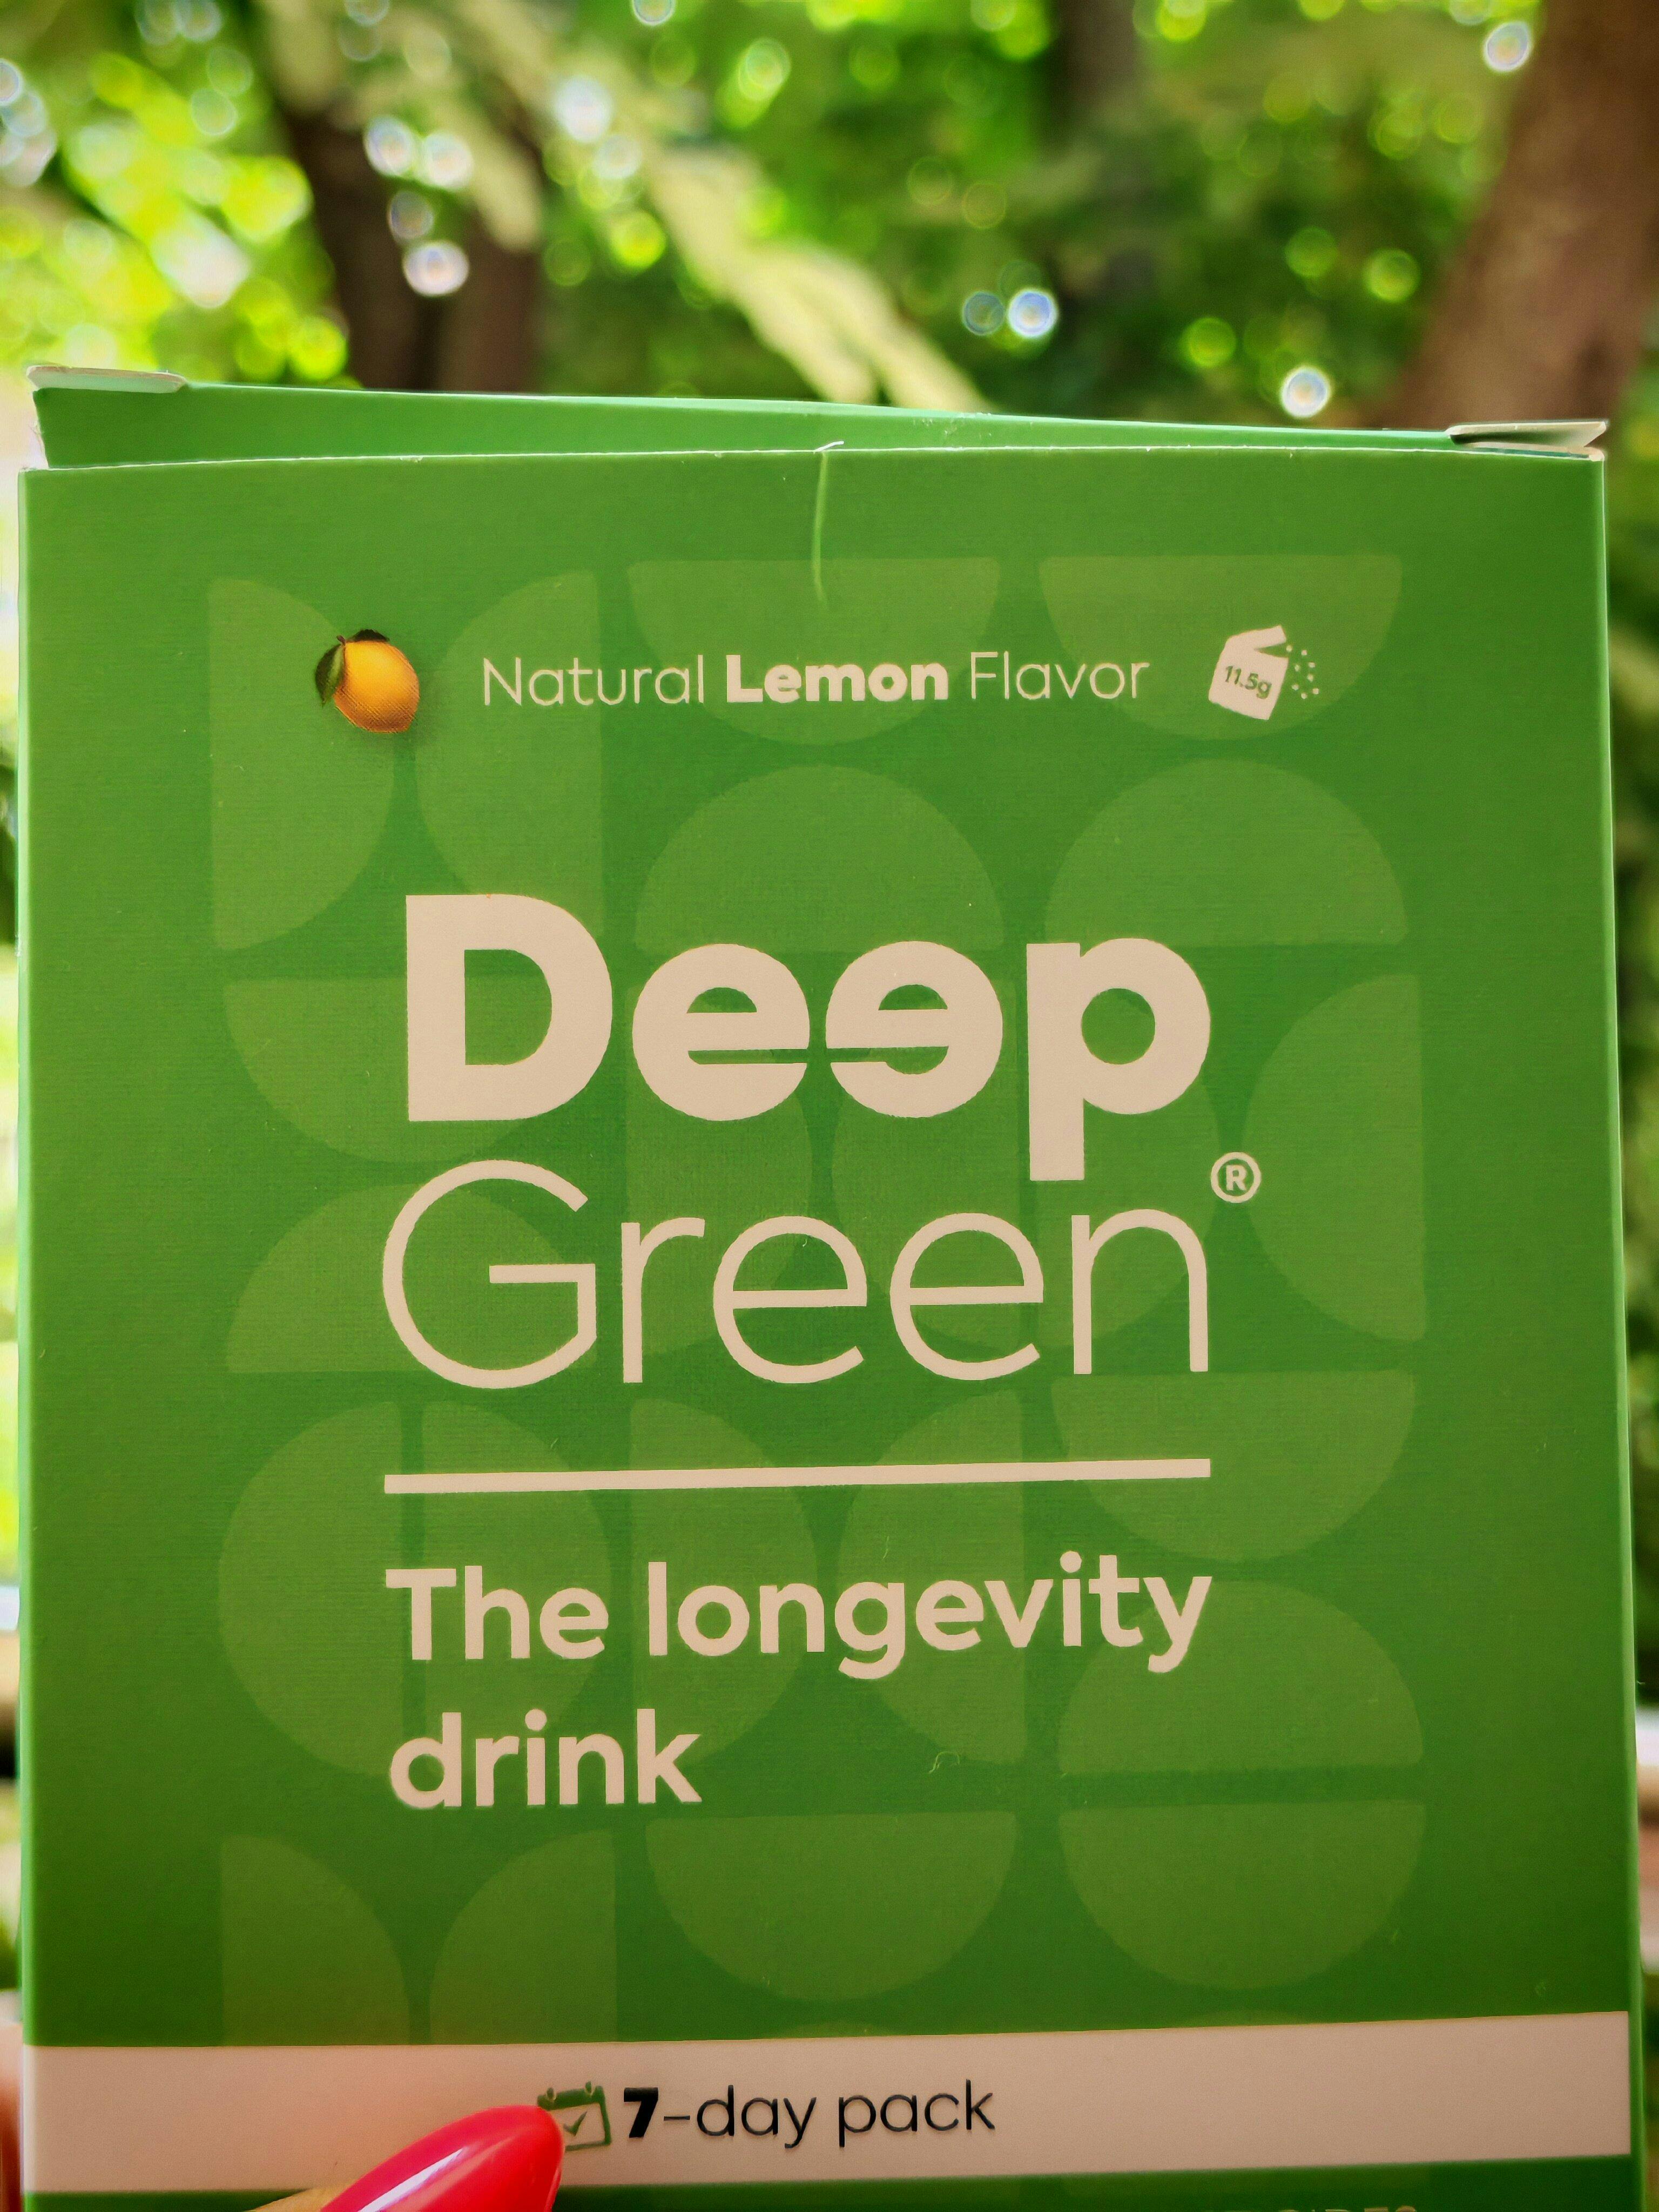 Natural Lemon Flavor
11.5g
Deep
Green®
The longevity
drink
7-day pack